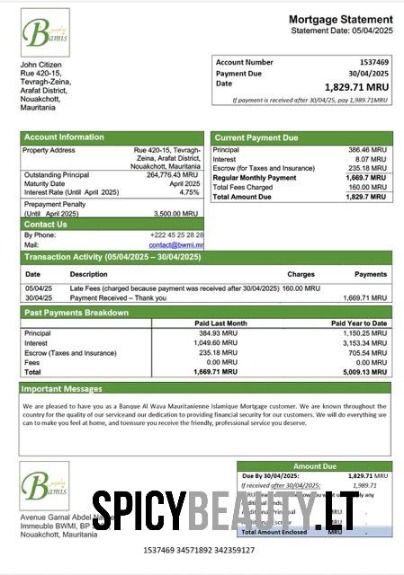 Bamis
Mortgage Statement
Statement Date: 05/04/2025
John Citizen
Rue 420-15,
Tevragh-Zeina,
Arafat District,
Nouakchott,
Mauritania
Account Number 1537469
Payment Due 30/04/2025
Date 1,829.71 MRU
If payment is received after 30/04/25, pay 1,989.71MRU
Account Information
Property Address Rue 420-15, Tevragh-
Zeina, Arafat District,
Nouakchott, Mauritania
Outstanding Principal 264,776.43 MRU
Maturity Date April 2025
Interest Rate (Until April 2025) 4.75%
Prepayment Penalty
(Until April 2025) 3,500.00 MRU
Current Payment Due
Principal 386.46 MRU
Interest 8.07 MRU
Escrow (for Taxes and Insurance) 235.18 MRU
Regular Monthly Payment 1,669.7 MRU
Total Fees Charged 160.00 MRU
Total Amount Due 1,829.7 MRU
Contact Us
By Phone: +222 45 25 28 28
Mail: contact@bwmi.mr
Transaction Activity (05/04/2025 – 30/04/2025)
Date Description Charges Payments
05/04/25 Late Fees (charged because payment was received after 30/04/2025) 160.00 MRU
30/04/25 Payment Received – Thank you 1,669.71 MRU
Past Payments Breakdown
Paid Last Month Paid Year to Date
Principal 384.93 MRU 1,150.25 MRU
Interest 1,049.60 MRU 3,153.34 MRU
Escrow (Taxes and Insurance) 235.18 MRU 705.54 MRU
Fees 0.00 MRU 0.00 MRU
Total 1,669.71 MRU 5,009.13 MRU
Important Messages
We are pleased to have you as a Banque Al Wava Mauritanienne Islamique Mortgage customer. We are known throughout
the country for the quality of our serviceand our dedication to providing financial security for our customers. We will do everything
we can to make you feel at home, and toensure you receive the friendly, professional service you deserve.
Bamis
Amount Due
Due By 30/04/2025: 1,829.71 MRU
If received after 30/04/2025: 1,989.71
Avenue Gamal Abdel
Immeuble BWMI, BP
Nouakchott, Mauritania
Total Amount Enclosed MRU
SPICYBEAUTY.LT
1537469 34571892 342359127